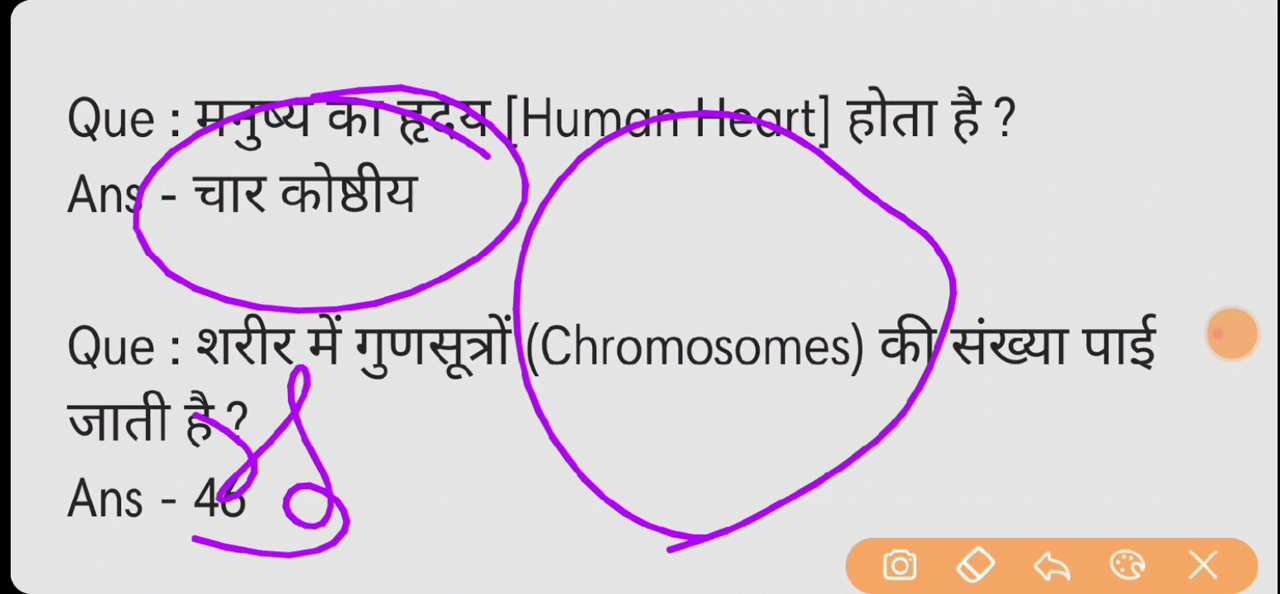 Que : मनुष्य का हृदय [Human Heart] होता है ?
Ans - चार कोष्ठीय
Que : शरीर में गुणसूत्रों (Chromosomes) की संख्या पाई
जाती है ?
Ans - 46